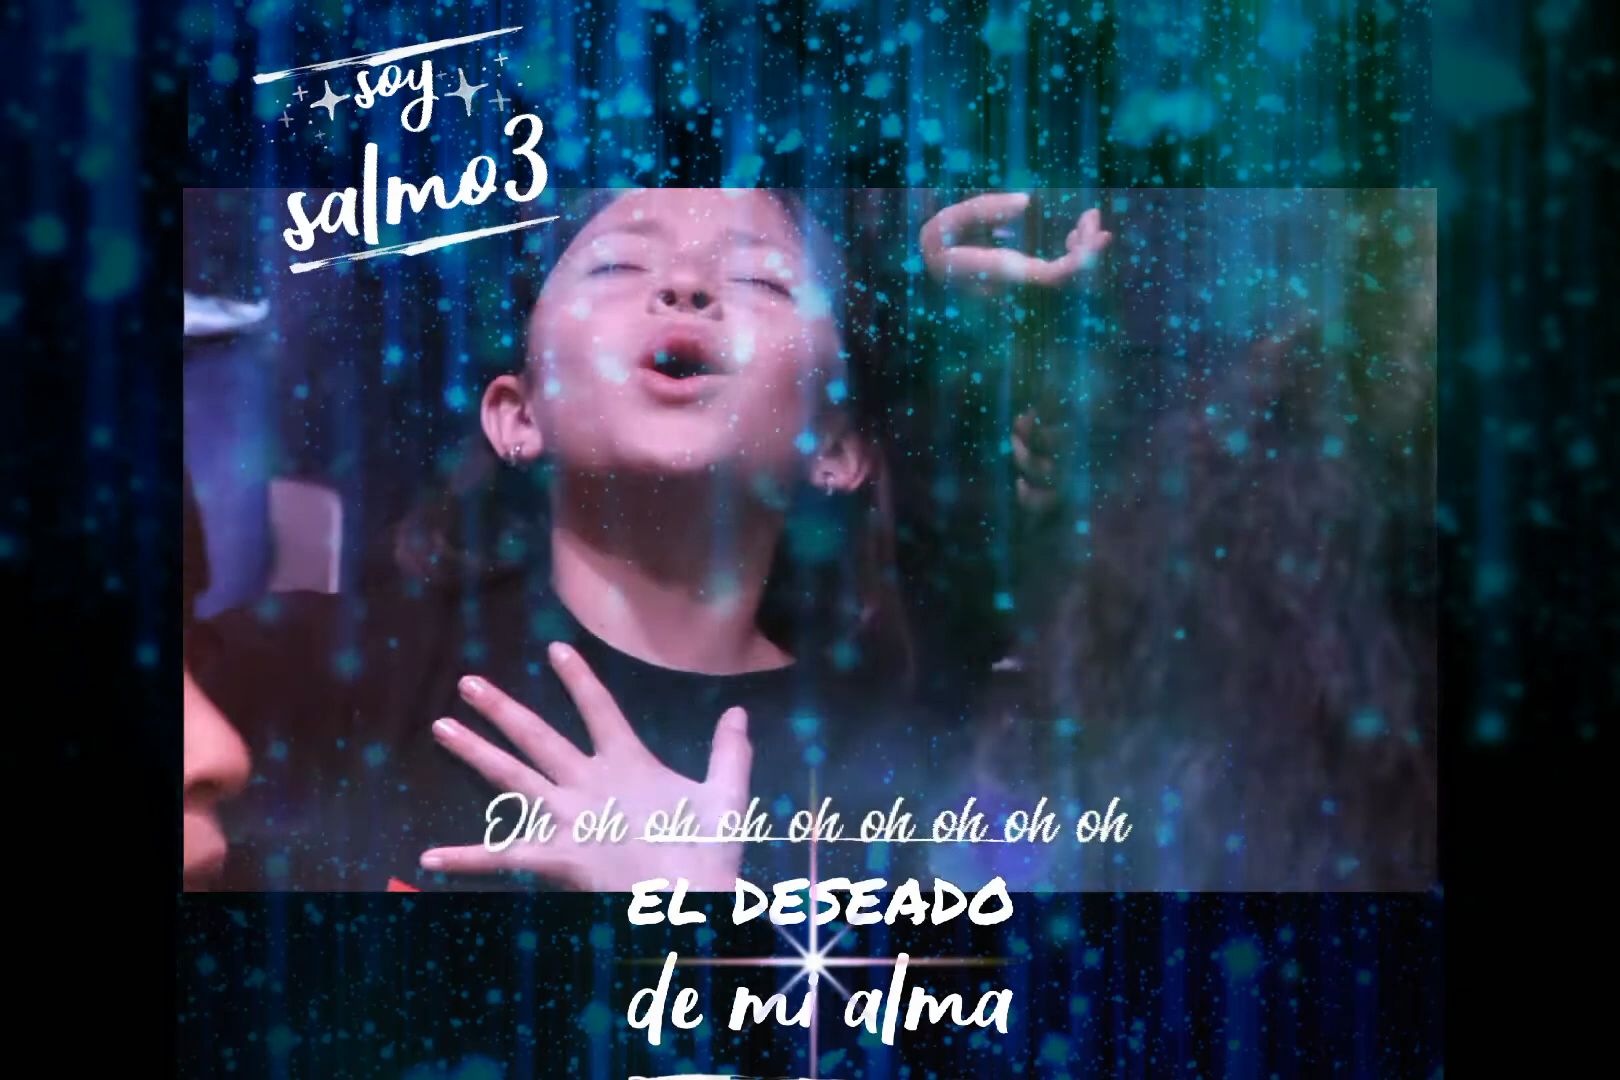 soy
salmo3
Oh oh oh oh oh oh oh oh oh
EL DESEADO
de mi alma